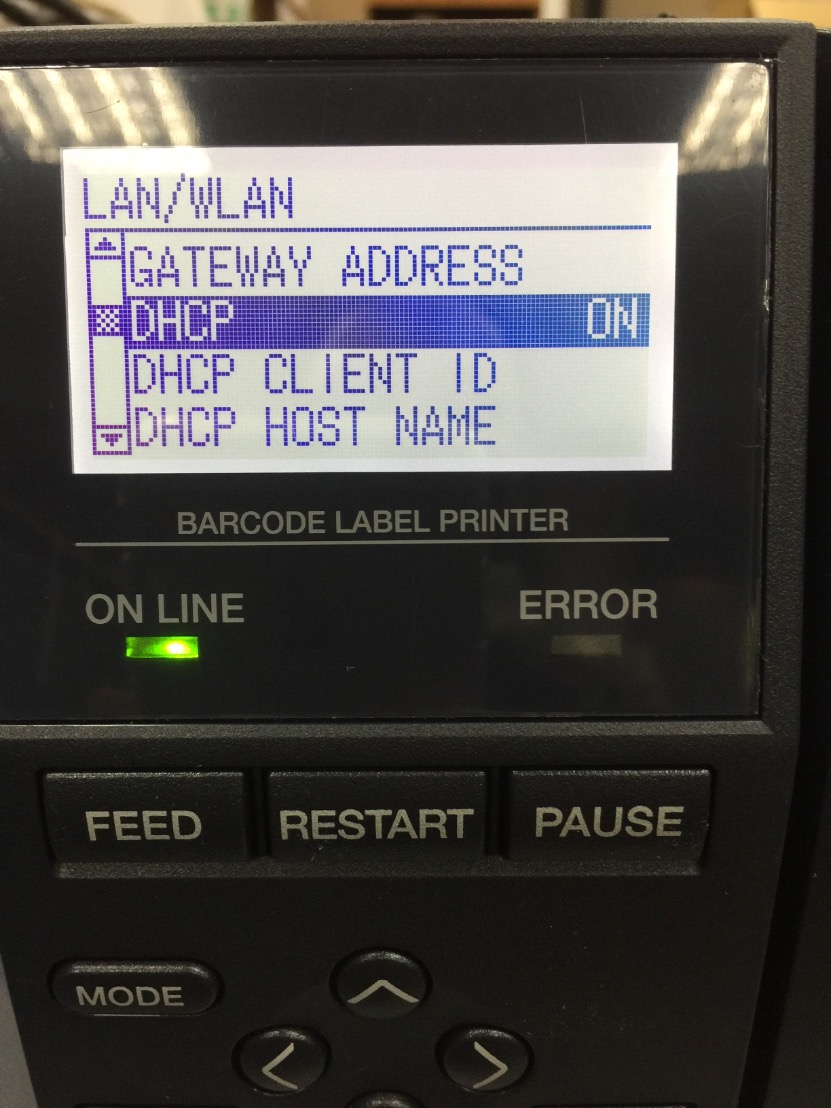 LAN/WLAN
GATEWAY ADDRESS
DHCP ON
DHCP CLIENT ID
DHCP HOST NAME
BARCODE LABEL PRINTER
ON LINE ERROR
FEED RESTART PAUSE
MODE